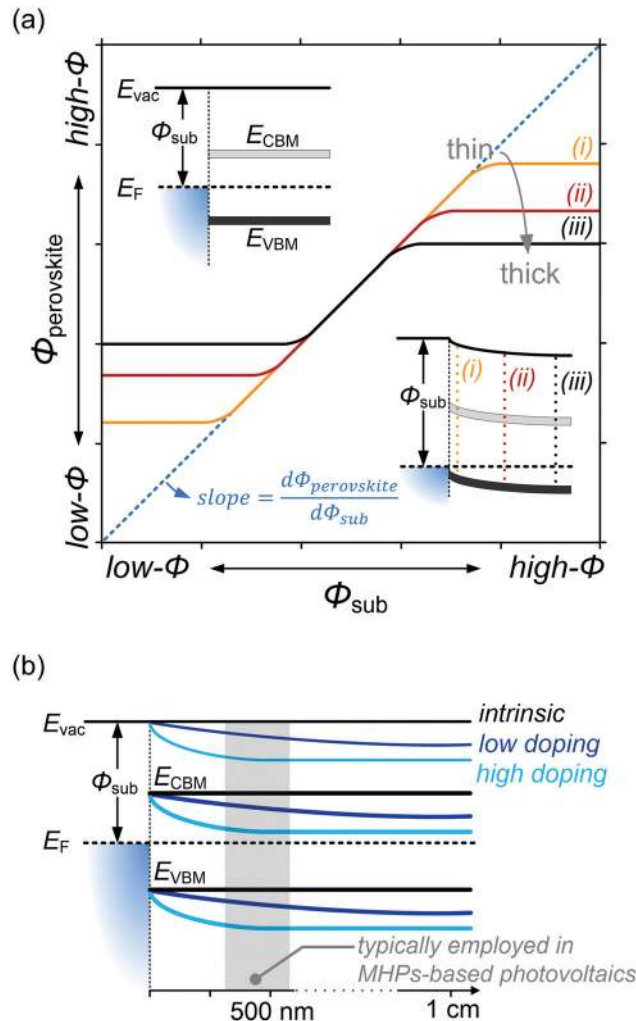 (a)
high-Φ
Φperovskite
low-Φ
Evac
Φsub
ECBM
EF
EVBM
thin
(i)
(ii)
(iii)
thick
Φsub
(i)
(ii)
(iii)
slope = dΦperovskite / dΦsub
low-Φ
high-Φ
Φsub
(b)
Evac
intrinsic
low doping
high doping
Φsub
ECBM
EF
EVBM
typically employed in
MHPs-based photovoltaics
500 nm
1 cm